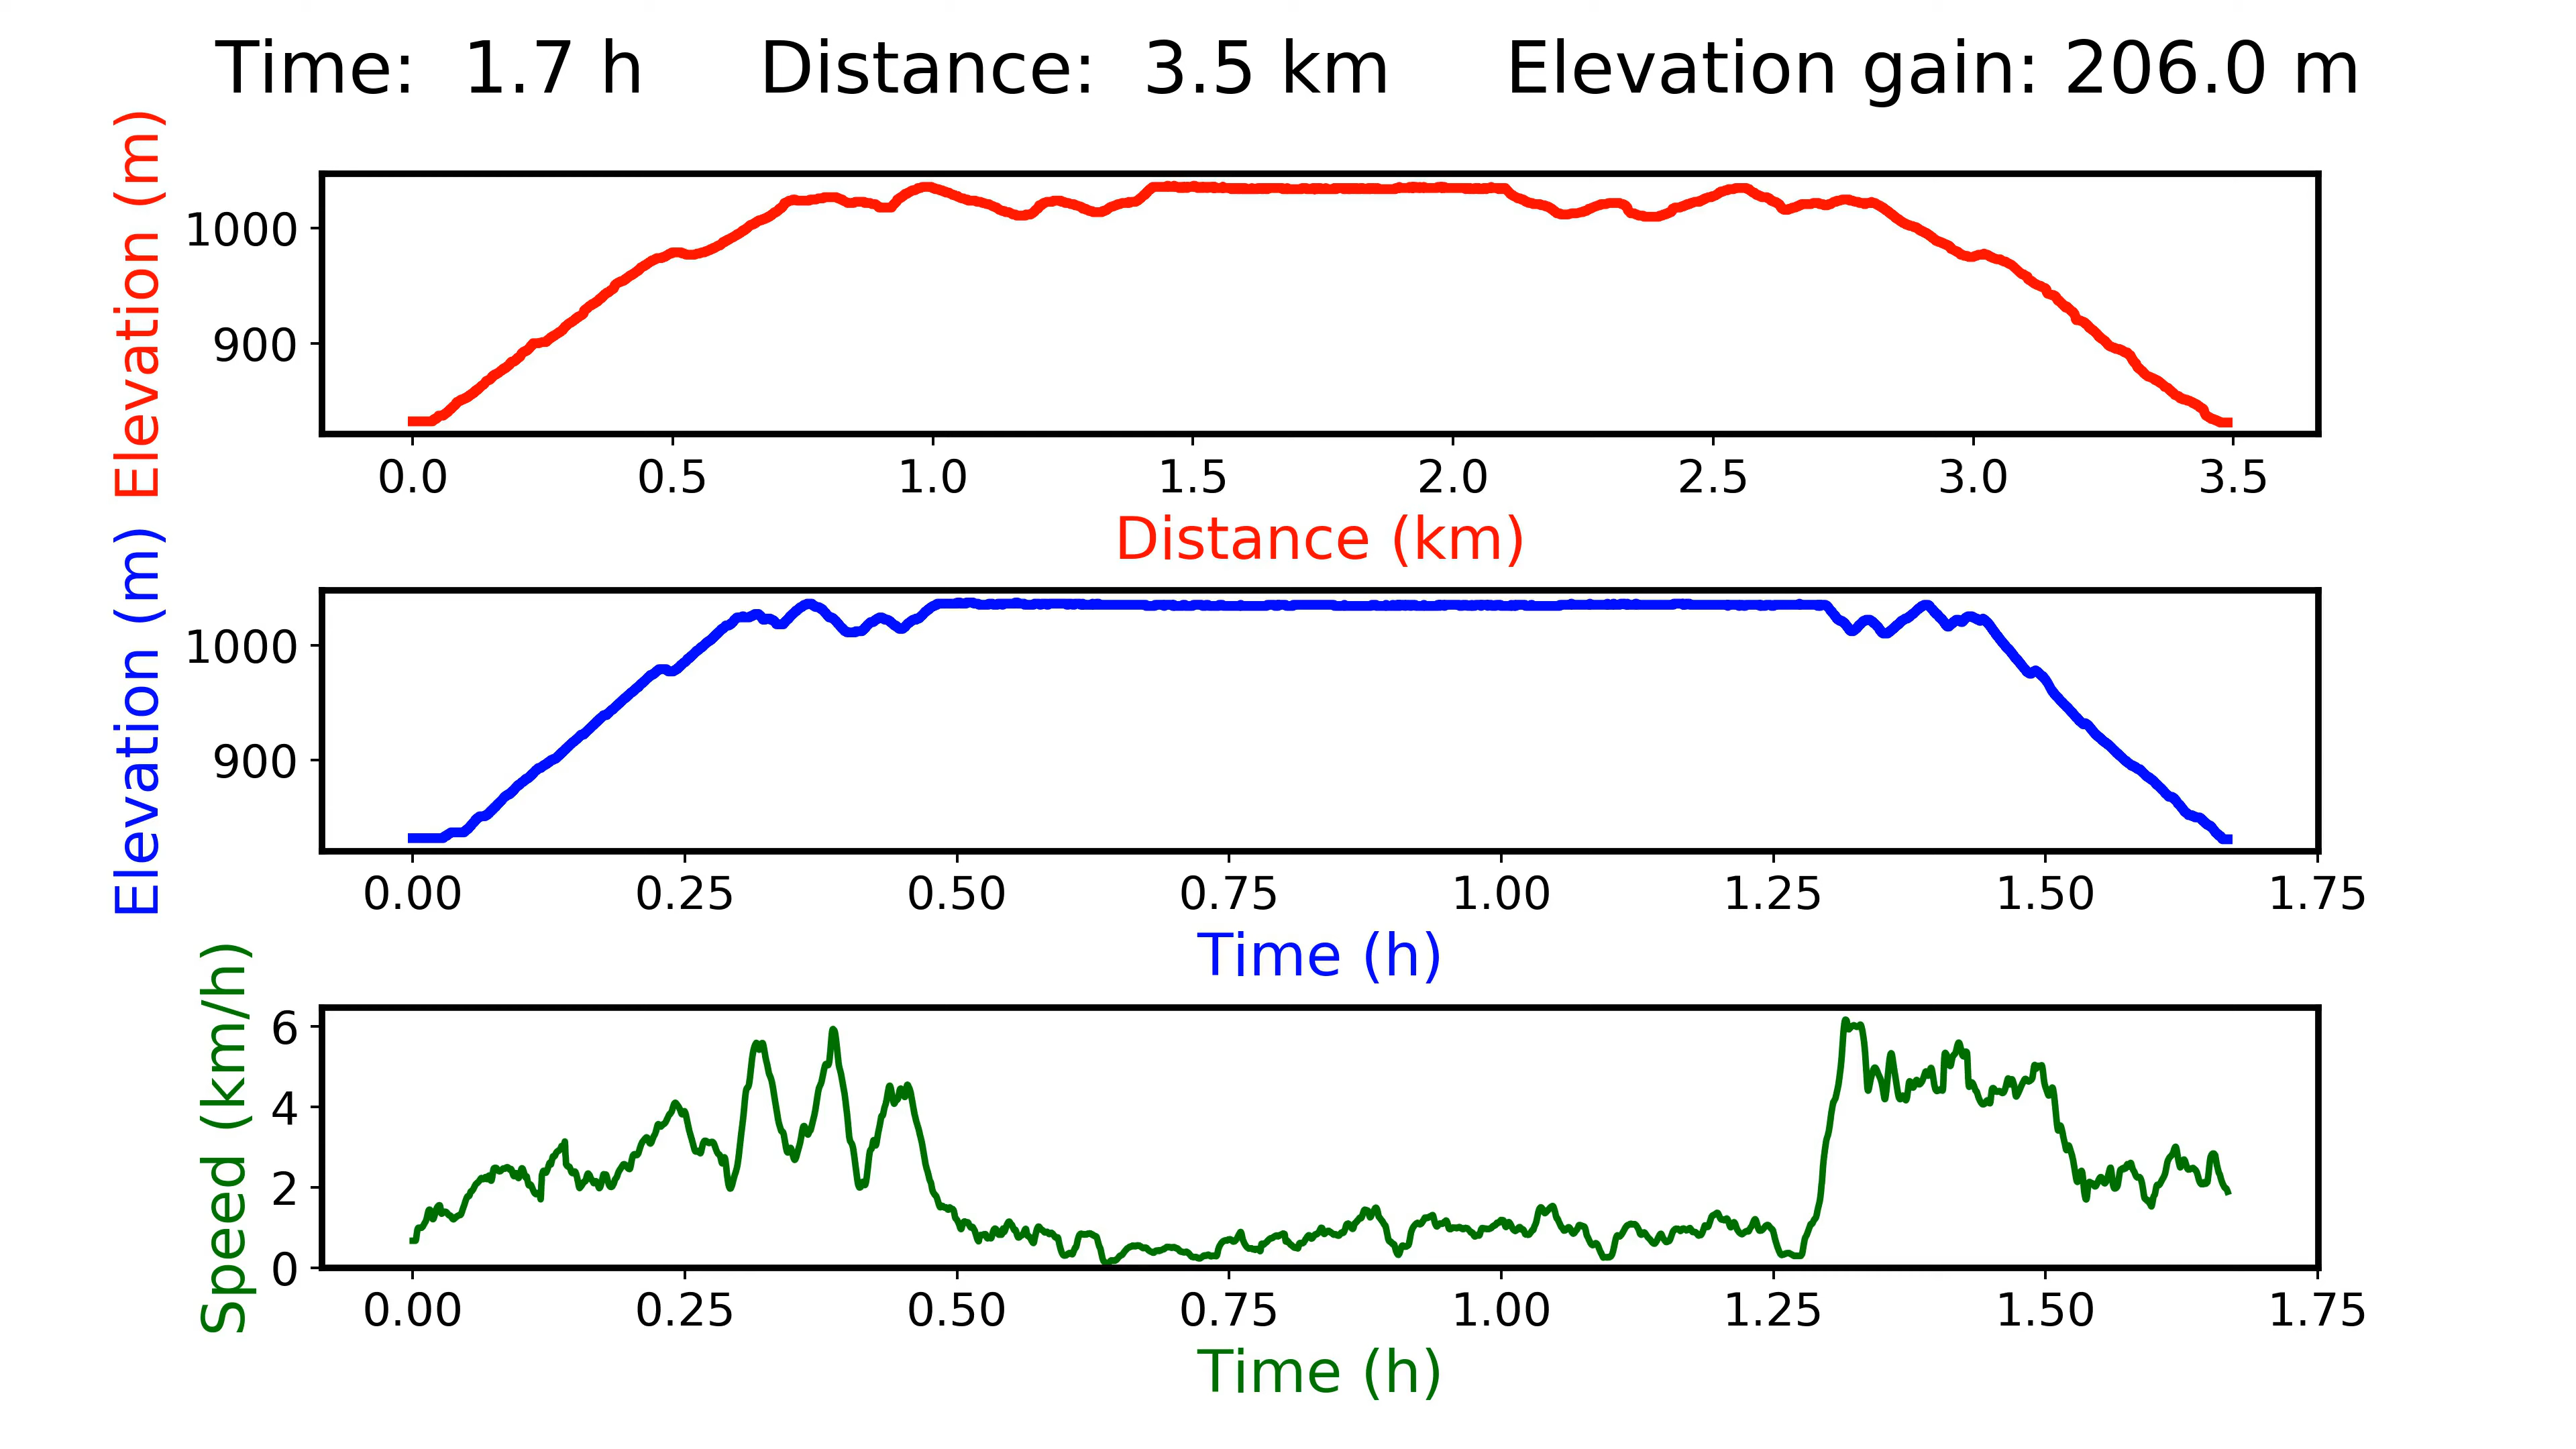 Time:  1.7 h      Distance:  3.5 km      Elevation gain: 206.0 m
Elevation (m)
1000
900
0.0 0.5 1.0 1.5 2.0 2.5 3.0 3.5
Distance (km)
Elevation (m)
1000
900
0.00 0.25 0.50 0.75 1.00 1.25 1.50 1.75
Time (h)
Speed (km/h)
6
4
2
0
0.00 0.25 0.50 0.75 1.00 1.25 1.50 1.75
Time (h)